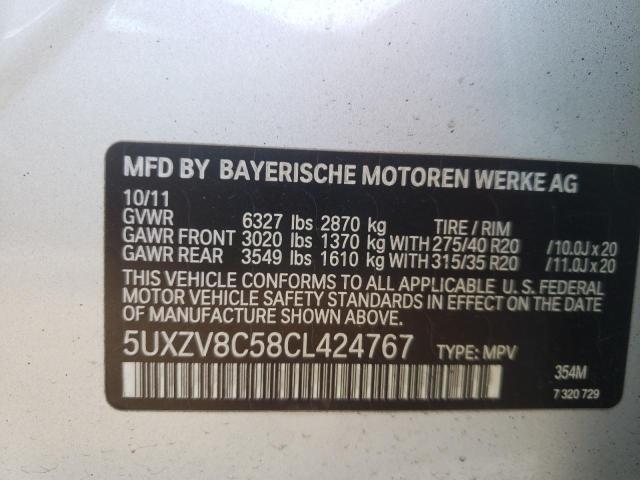 MFD BY BAYERISCHE MOTOREN WERKE AG
10/11
GVWR 6327 lbs 2870 kg TIRE / RIM
GAWR FRONT 3020 lbs 1370 kg WITH 275/40 R20 /10.0J x 20
GAWR REAR 3549 lbs 1610 kg WITH 315/35 R20 /11.0J x 20
THIS VEHICLE CONFORMS TO ALL APPLICABLE U.S. FEDERAL
MOTOR VEHICLE SAFETY STANDARDS IN EFFECT ON THE DATE
OF MANUFACTURE SHOWN ABOVE.
5UXZV8C58CL424767 TYPE: MPV
354M
7 320 729